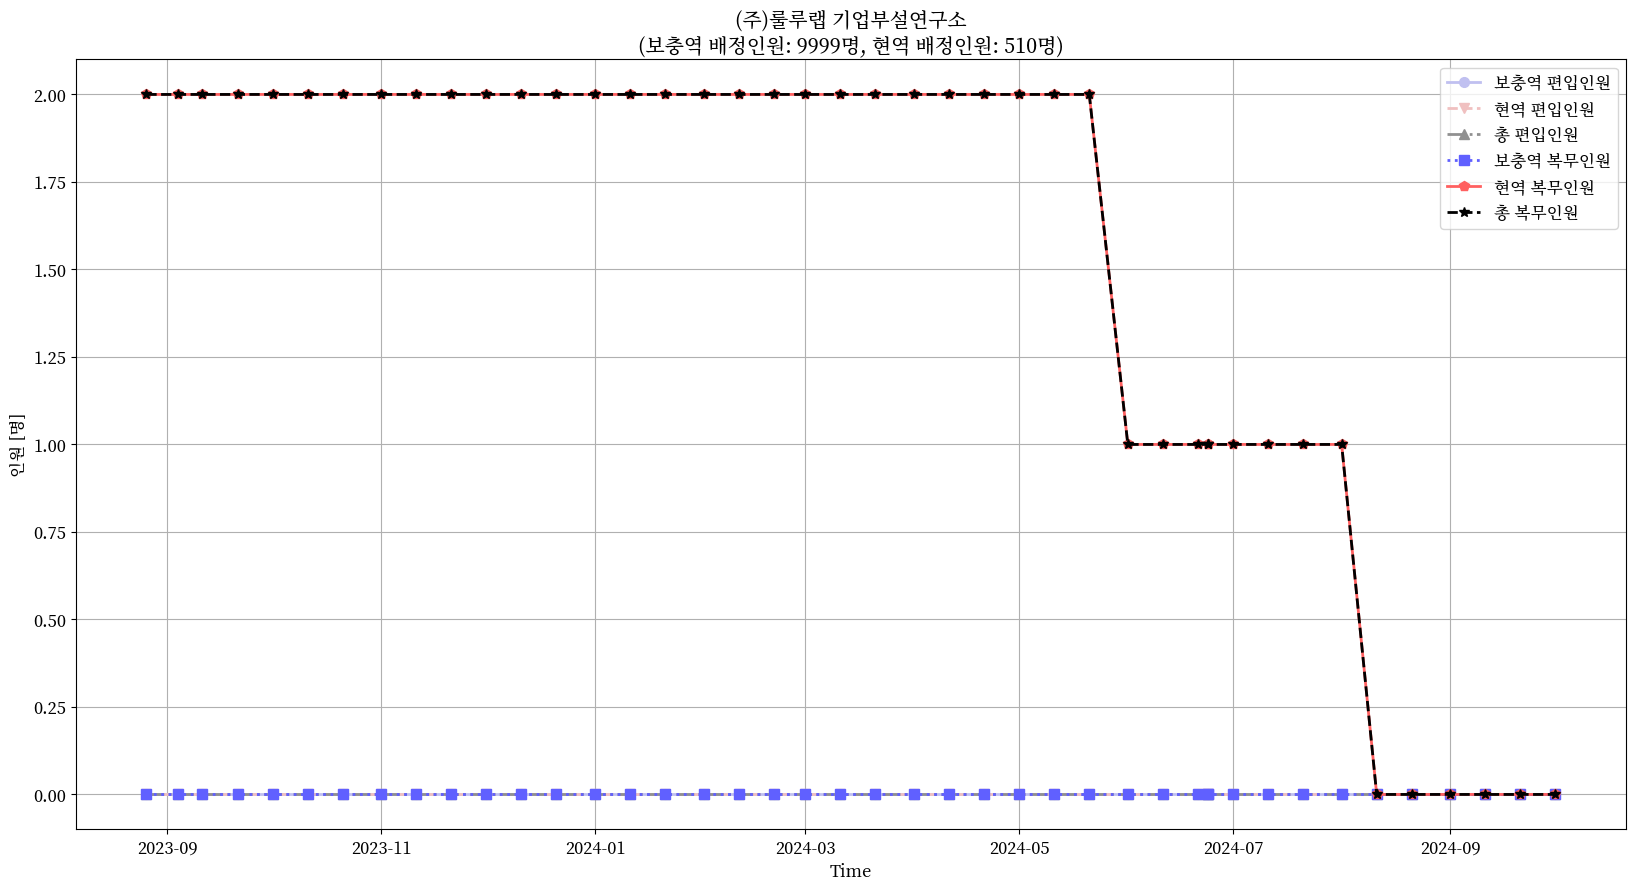 (주)룰루랩 기업부설연구소
(보충역 배정인원: 9999명, 현역 배정인원: 510명)
보충역 편입인원
현역 편입인원
총 편입인원
보충역 복무인원
현역 복무인원
총 복무인원
인원 [명]
2.00
1.75
1.50
1.25
1.00
0.75
0.50
0.25
0.00
2023-09
2023-11
2024-01
2024-03
2024-05
2024-07
2024-09
Time